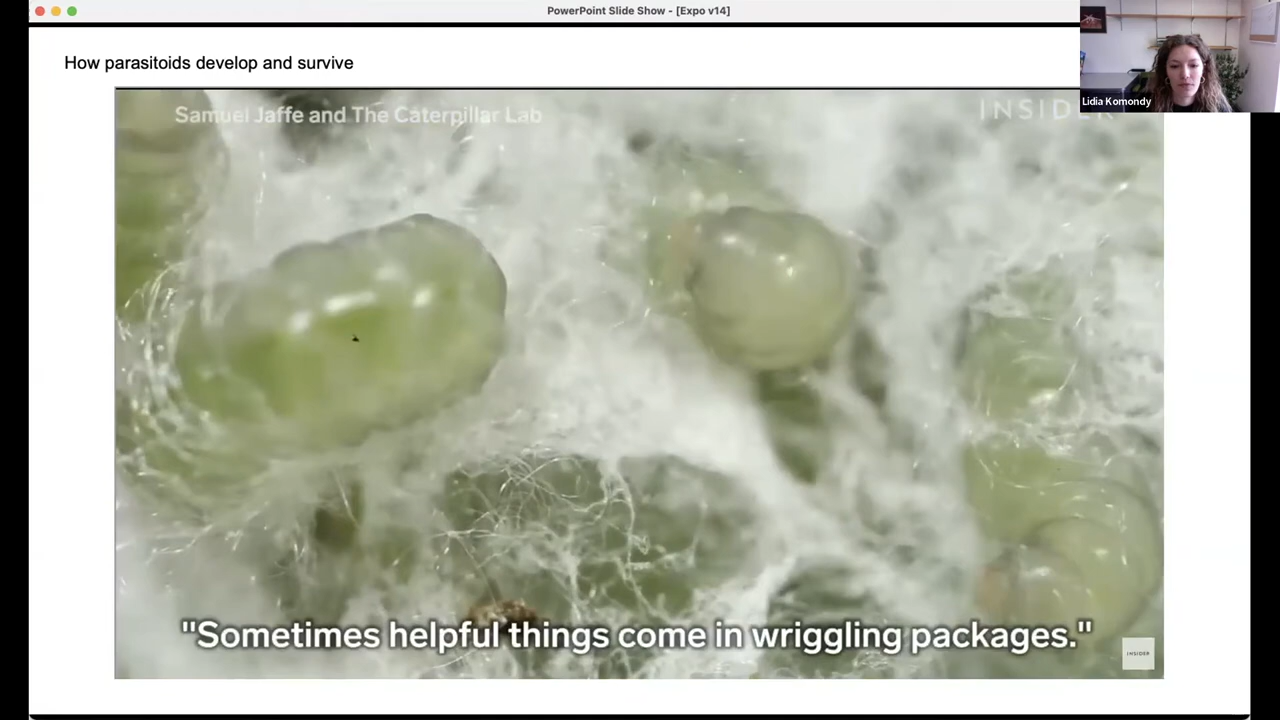 PowerPoint Slide Show - [Expo v14]
How parasitoids develop and survive
Samuel Jaffe and The Caterpillar Lab
INSIDER
Lidia Komondy
"Sometimes helpful things come in wriggling packages."
INSIDER